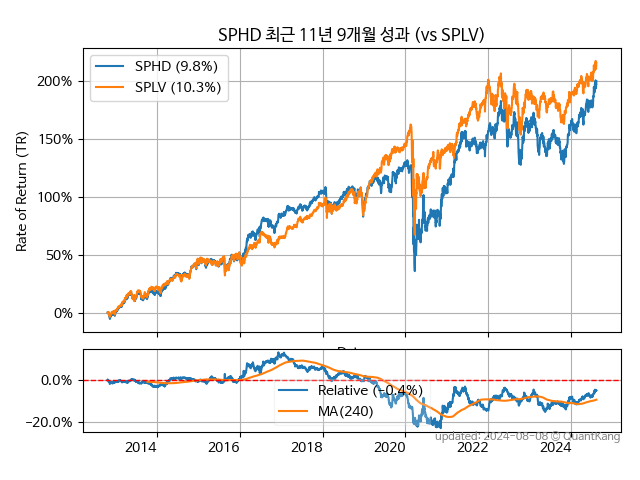 SPHD 최근 11년 9개월 성과 (vs SPLV)
SPHD (9.8%)
SPLV (10.3%)
Rate of Return (TR)
200%
150%
100%
50%
0%
0.0%
−20.0%
Relative (−0.4%)
MA(240)
2014
2016
2018
2020
2022
2024
updated: 2024-08-08 © QuantKang